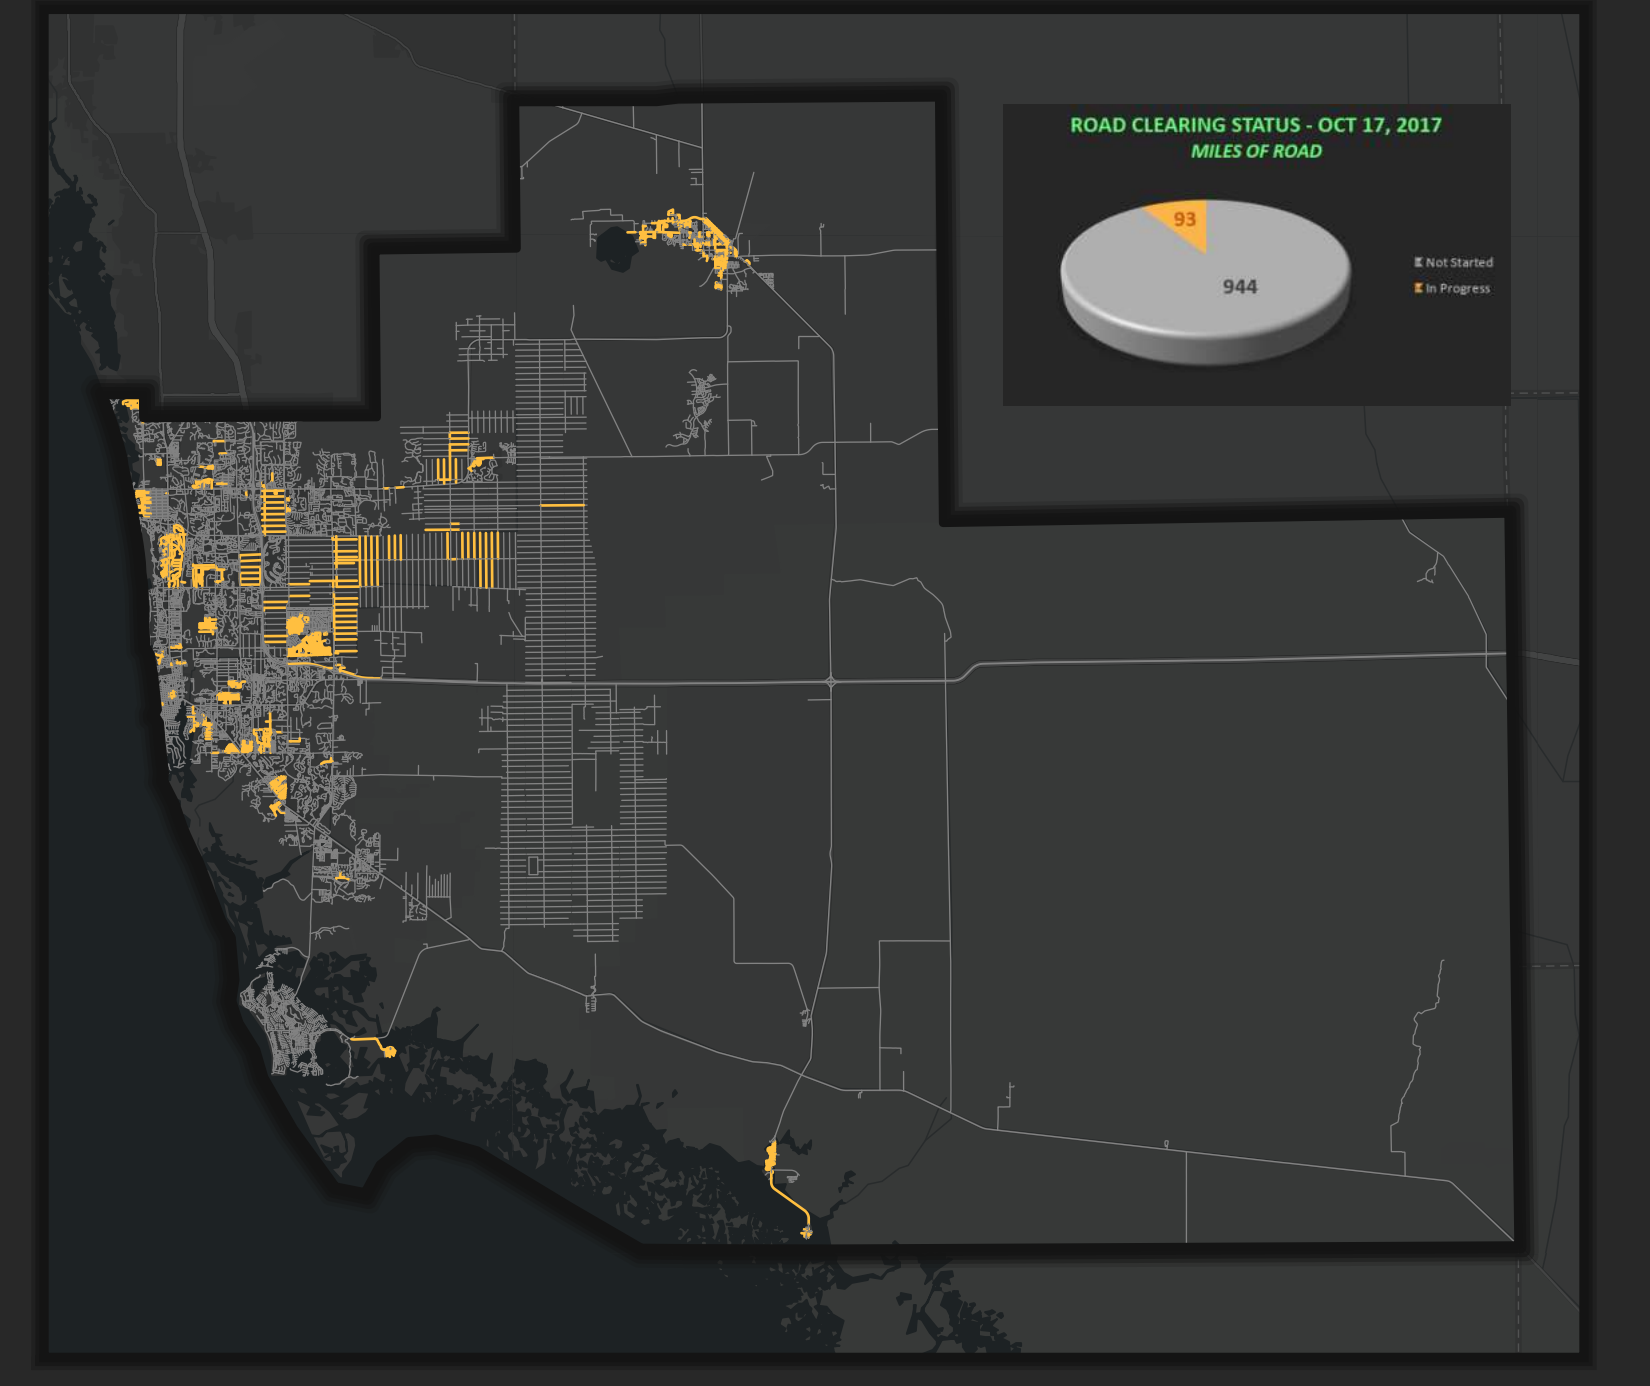 ROAD CLEARING STATUS - OCT 17, 2017
MILES OF ROAD
93
944
Not Started
In Progress